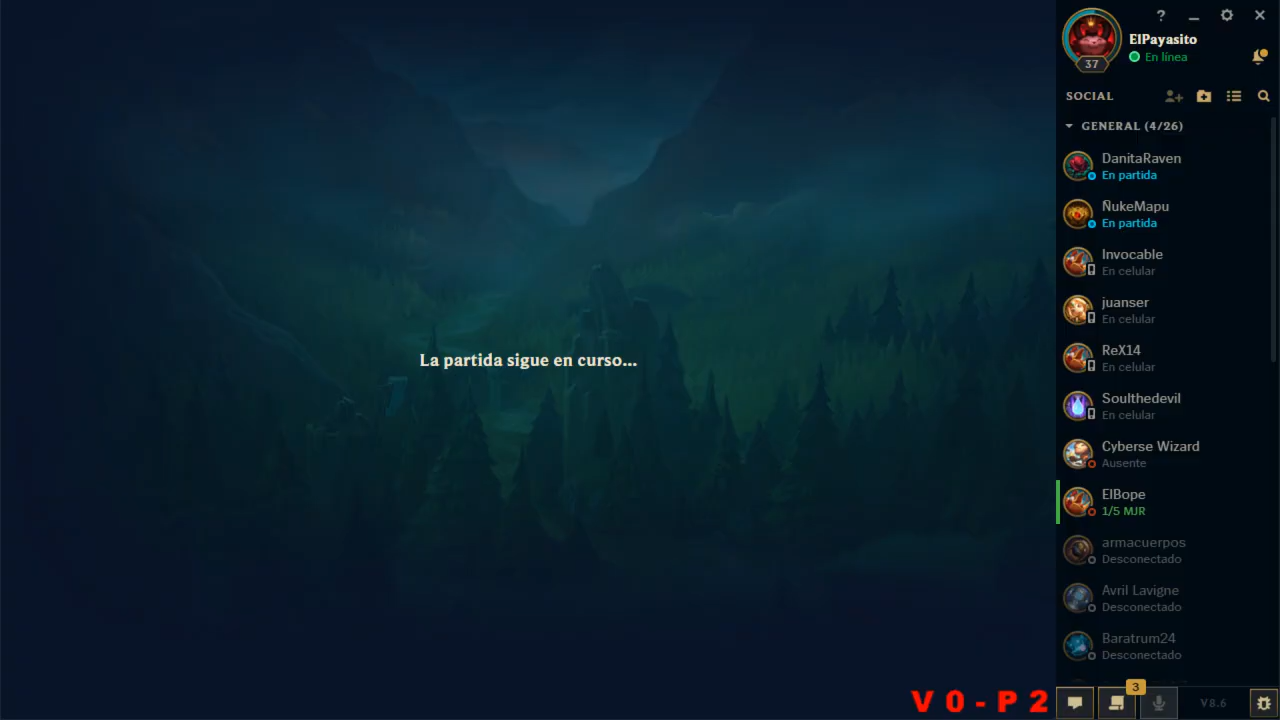 ?
ElPayasito
37
En línea
SOCIAL
GENERAL (4/26)
DanitaRaven
En partida
ÑukeMapu
En partida
Invocable
En celular
juanser
En celular
ReX14
En celular
Soulthedevil
En celular
Cyberse Wizard
Ausente
ElBope
1/5 MJR
armacuerpos
Desconectado
Avril Lavigne
Desconectado
Baratrum24
Desconectado
La partida sigue en curso...
V0-P2
3
V8.6